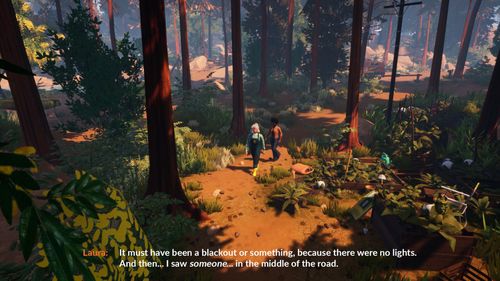 Laura: It must have been a blackout or something, because there were no lights.
And then... I saw someone... in the middle of the road.